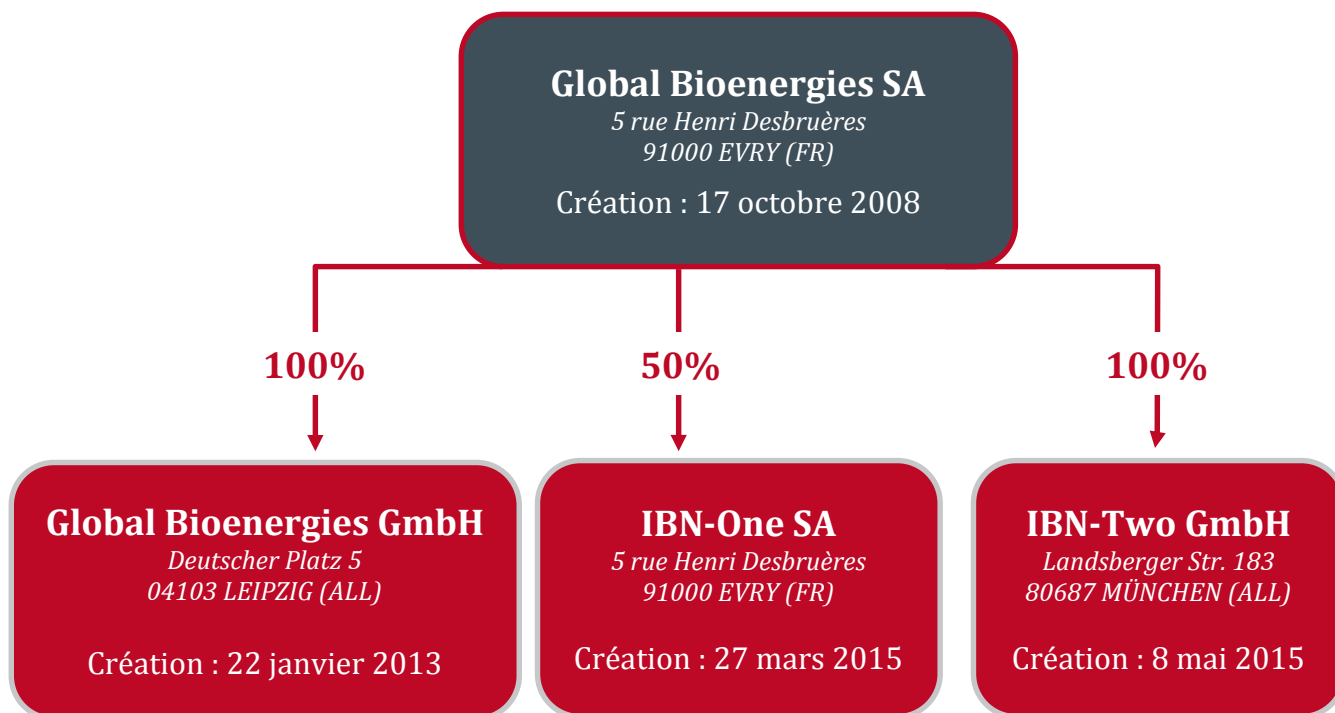 Global Bioenergies SA
5 rue Henri Desbruères
91000 EVRY (FR)
Création : 17 octobre 2008
100%
50%
100%
Global Bioenergies GmbH
Deutscher Platz 5
04103 LEIPZIG (ALL)
Création : 22 janvier 2013
IBN-One SA
5 rue Henri Desbruères
91000 EVRY (FR)
Création : 27 mars 2015
IBN-Two GmbH
Landsberger Str. 183
80687 MÜNCHEN (ALL)
Création : 8 mai 2015